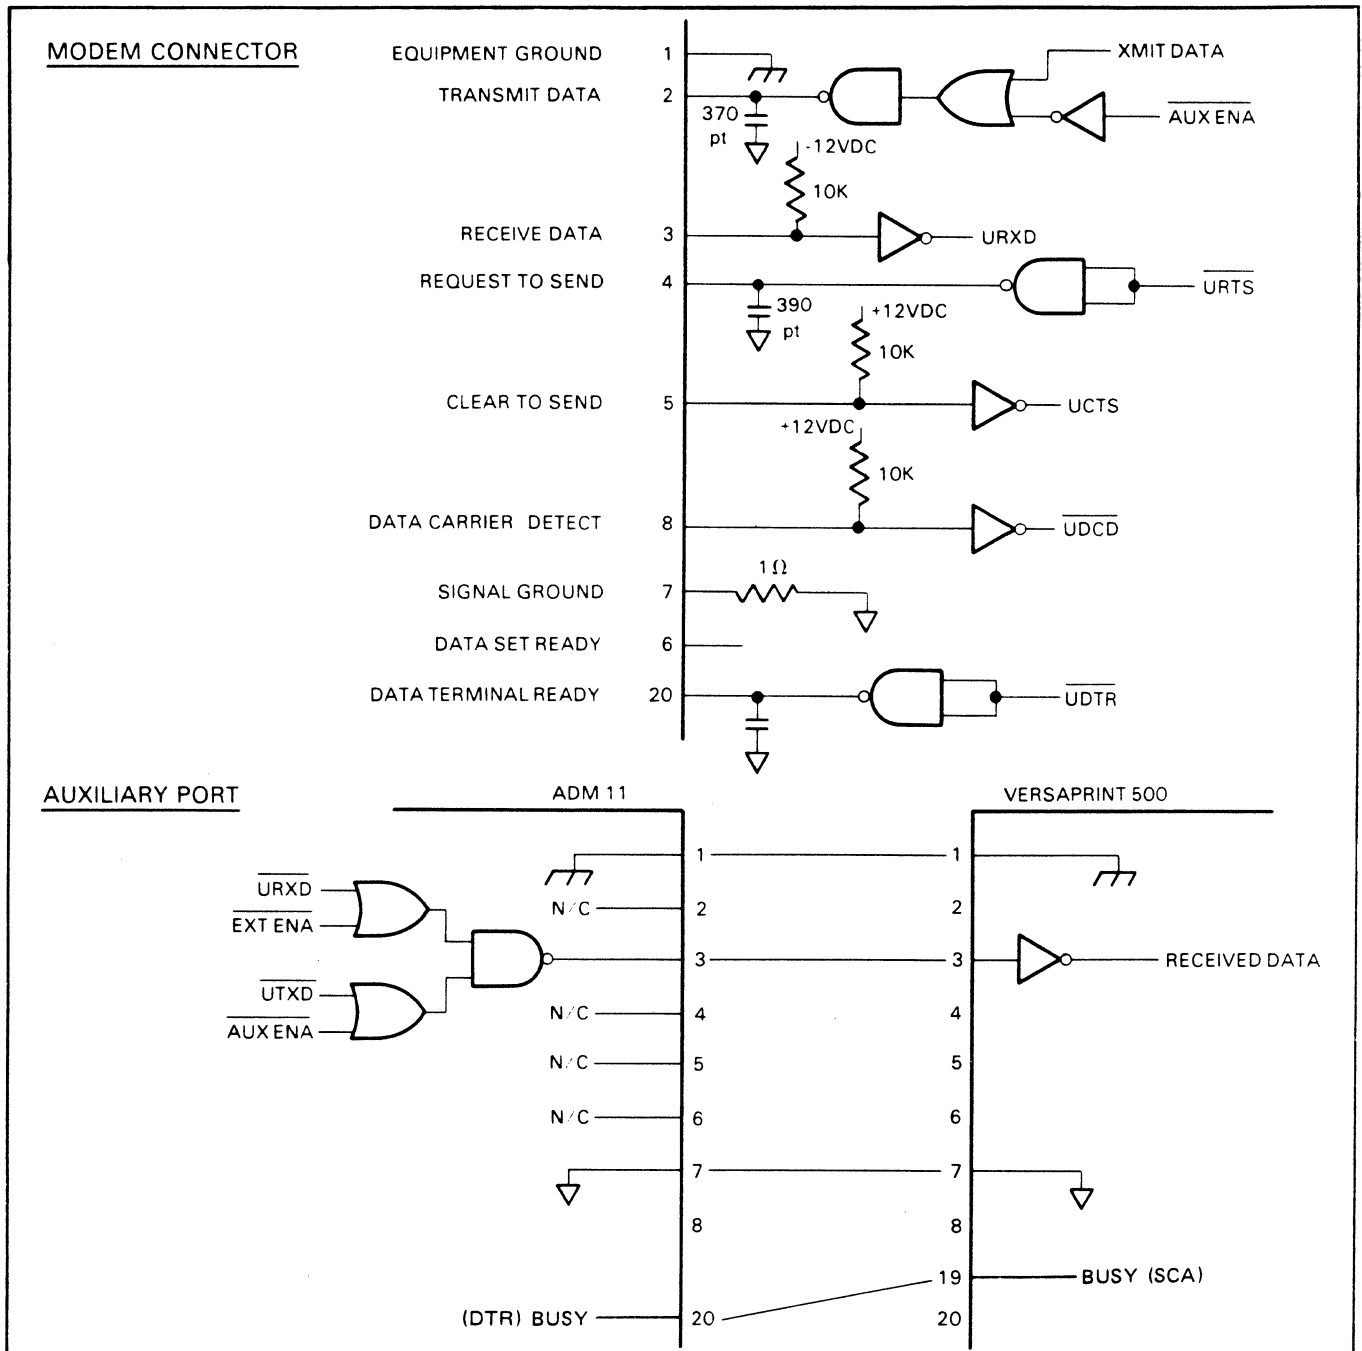 MODEM CONNECTOR
EQUIPMENT GROUND 1
XMIT DATA
TRANSMIT DATA 2
AUX ENA
370
pt
-12VDC
10K
RECEIVE DATA 3
URXD
REQUEST TO SEND 4
URTS
390
pt
+12VDC
10K
CLEAR TO SEND 5
UCTS
+12VDC
10K
DATA CARRIER DETECT 8
UDCD
1Ω
SIGNAL GROUND 7
DATA SET READY 6
DATA TERMINAL READY 20
UDTR
AUXILIARY PORT
ADM 11
VERSAPRINT 500
1 1
URXD
N/C 2 2
EXT ENA
3 3 RECEIVED DATA
UTXD
N/C 4 4
AUX ENA
N/C 5 5
N/C 6 6
7 7
8 8
19 BUSY (SCA)
(DTR) BUSY 20 20